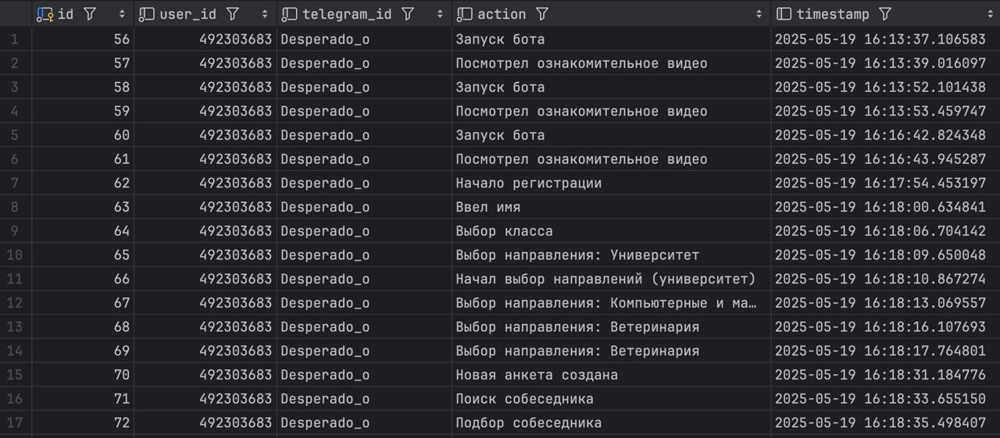 id user_id telegram_id action timestamp
1 56 492303683 Desperado_o Запуск бота 2025-05-19 16:13:37.106583
2 57 492303683 Desperado_o Посмотрел ознакомительное видео 2025-05-19 16:13:39.016097
3 58 492303683 Desperado_o Запуск бота 2025-05-19 16:13:52.101438
4 59 492303683 Desperado_o Посмотрел ознакомительное видео 2025-05-19 16:13:53.459747
5 60 492303683 Desperado_o Запуск бота 2025-05-19 16:16:42.824348
6 61 492303683 Desperado_o Посмотрел ознакомительное видео 2025-05-19 16:16:43.945287
7 62 492303683 Desperado_o Начало регистрации 2025-05-19 16:17:54.453197
8 63 492303683 Desperado_o Ввел имя 2025-05-19 16:18:00.634841
9 64 492303683 Desperado_o Выбор класса 2025-05-19 16:18:06.704142
10 65 492303683 Desperado_o Выбор направления: Университет 2025-05-19 16:18:09.650048
11 66 492303683 Desperado_o Начал выбор направлений (университет) 2025-05-19 16:18:10.867274
12 67 492303683 Desperado_o Выбор направления: Компьютерные и ма… 2025-05-19 16:18:13.069557
13 68 492303683 Desperado_o Выбор направления: Ветеринария 2025-05-19 16:18:16.107693
14 69 492303683 Desperado_o Выбор направления: Ветеринария 2025-05-19 16:18:17.764801
15 70 492303683 Desperado_o Новая анкета создана 2025-05-19 16:18:31.184776
16 71 492303683 Desperado_o Поиск собеседника 2025-05-19 16:18:33.655150
17 72 492303683 Desperado_o Подбор собеседника 2025-05-19 16:18:35.498407